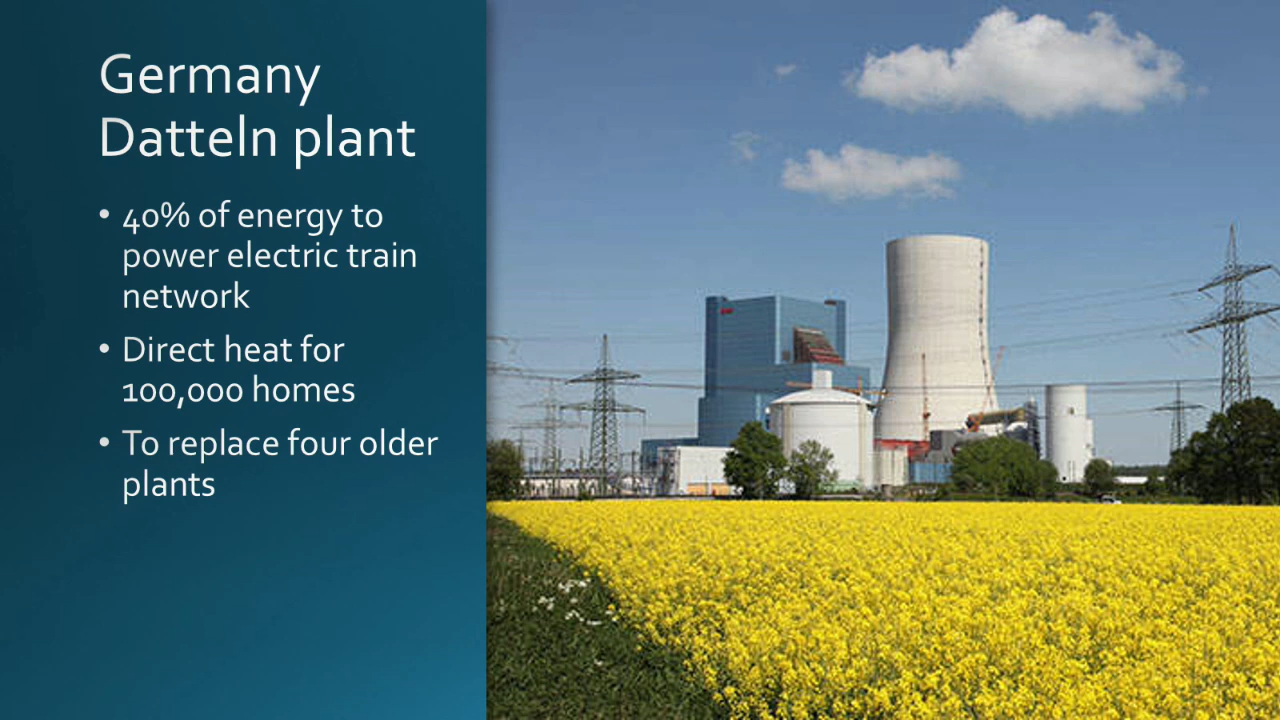 Germany
Datteln plant
• 40% of energy to
power electric train
network
• Direct heat for
100,000 homes
• To replace four older
plants